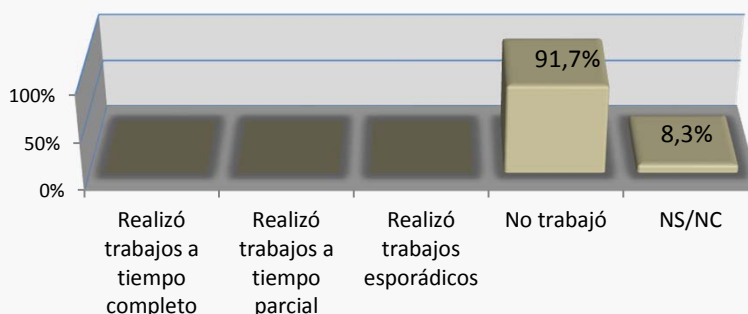 91,7%
8,3%
100%
50%
0%
Realizó
trabajos a
tiempo
completo
Realizó
trabajos a
tiempo
parcial
Realizó
trabajos
esporádicos
No trabajó
NS/NC